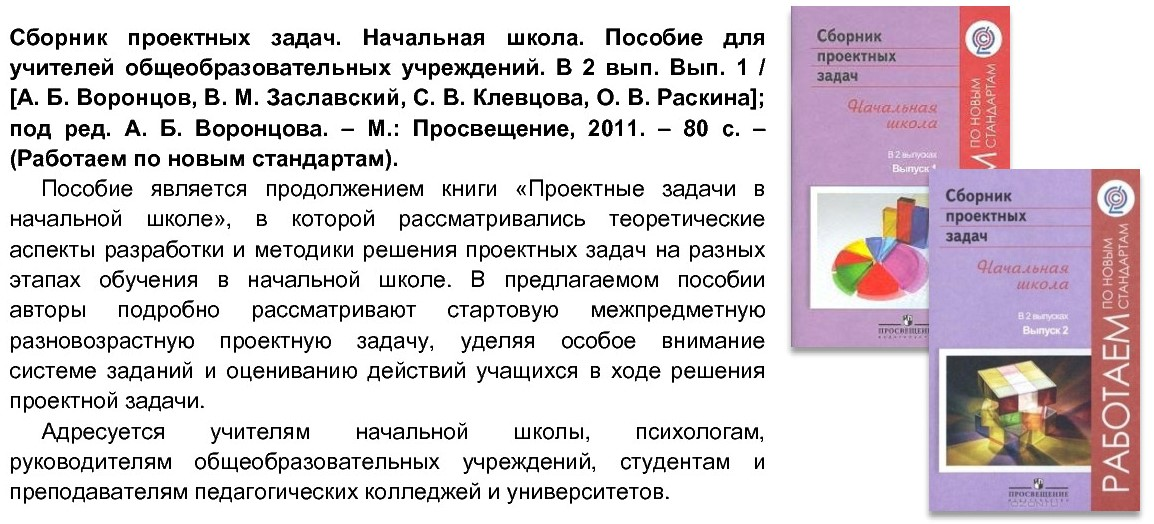 Сборник проектных задач. Начальная школа. Пособие для
учителей общеобразовательных учреждений. В 2 вып. Вып. 1 /
[А. Б. Воронцов, В. М. Заславский, С. В. Клевцова, О. В. Раскина];
под ред. А. Б. Воронцова. – М.: Просвещение, 2011. – 80 с. –
(Работаем по новым стандартам).
Пособие является продолжением книги «Проектные задачи в
начальной школе», в которой рассматривались теоретические
аспекты разработки и методики решения проектных задач на разных
этапах обучения в начальной школе. В предлагаемом пособии
авторы подробно рассматривают стартовую межпредметную
разновозрастную проектную задачу, уделяя особое внимание
системе заданий и оцениванию действий учащихся в ходе решения
проектной задачи.
Адресуется учителям начальной школы, психологам,
руководителям общеобразовательных учреждений, студентам и
преподавателям педагогических колледжей и университетов.
Сборник
проектных
задач
Начальная
школа
В 2 выпусках
Выпуск 1
ПО НОВЫМ
СТАНДАРТАМ
Сборник
проектных
задач
Начальная
школа
В 2 выпусках
Выпуск 2
РАБОТАЕМ
ПО НОВЫМ
СТАНДАРТАМ
ПРОСВЕЩЕНИЕ